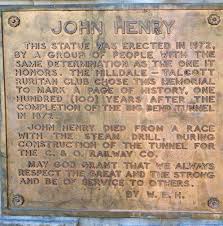 JOHN HENRY
THIS STATUE WAS ERECTED IN 1972,
BY A GROUP OF PEOPLE WITH THE
SAME DETERMINATION AS THE ONE IT
HONORS. THE HILLDALE - TALCOTT
RURITAN CLUB CHOSE THIS MEMORIAL
TO MARK A PAGE OF HISTORY, ONE
HUNDRED (100) YEARS AFTER THE
COMPLETION OF THE BIG BEND TUNNEL
IN 1872.
JOHN HENRY DIED FROM A RACE
WITH THE STEAM DRILL, DURING
CONSTRUCTION OF THE TUNNEL FOR
THE C. & O. RAILWAY CO.
MAY GOD GRANT THAT WE ALWAYS
RESPECT THE GREAT AND THE STRONG
AND BE OF SERVICE TO OTHERS.
BY W. E. H.